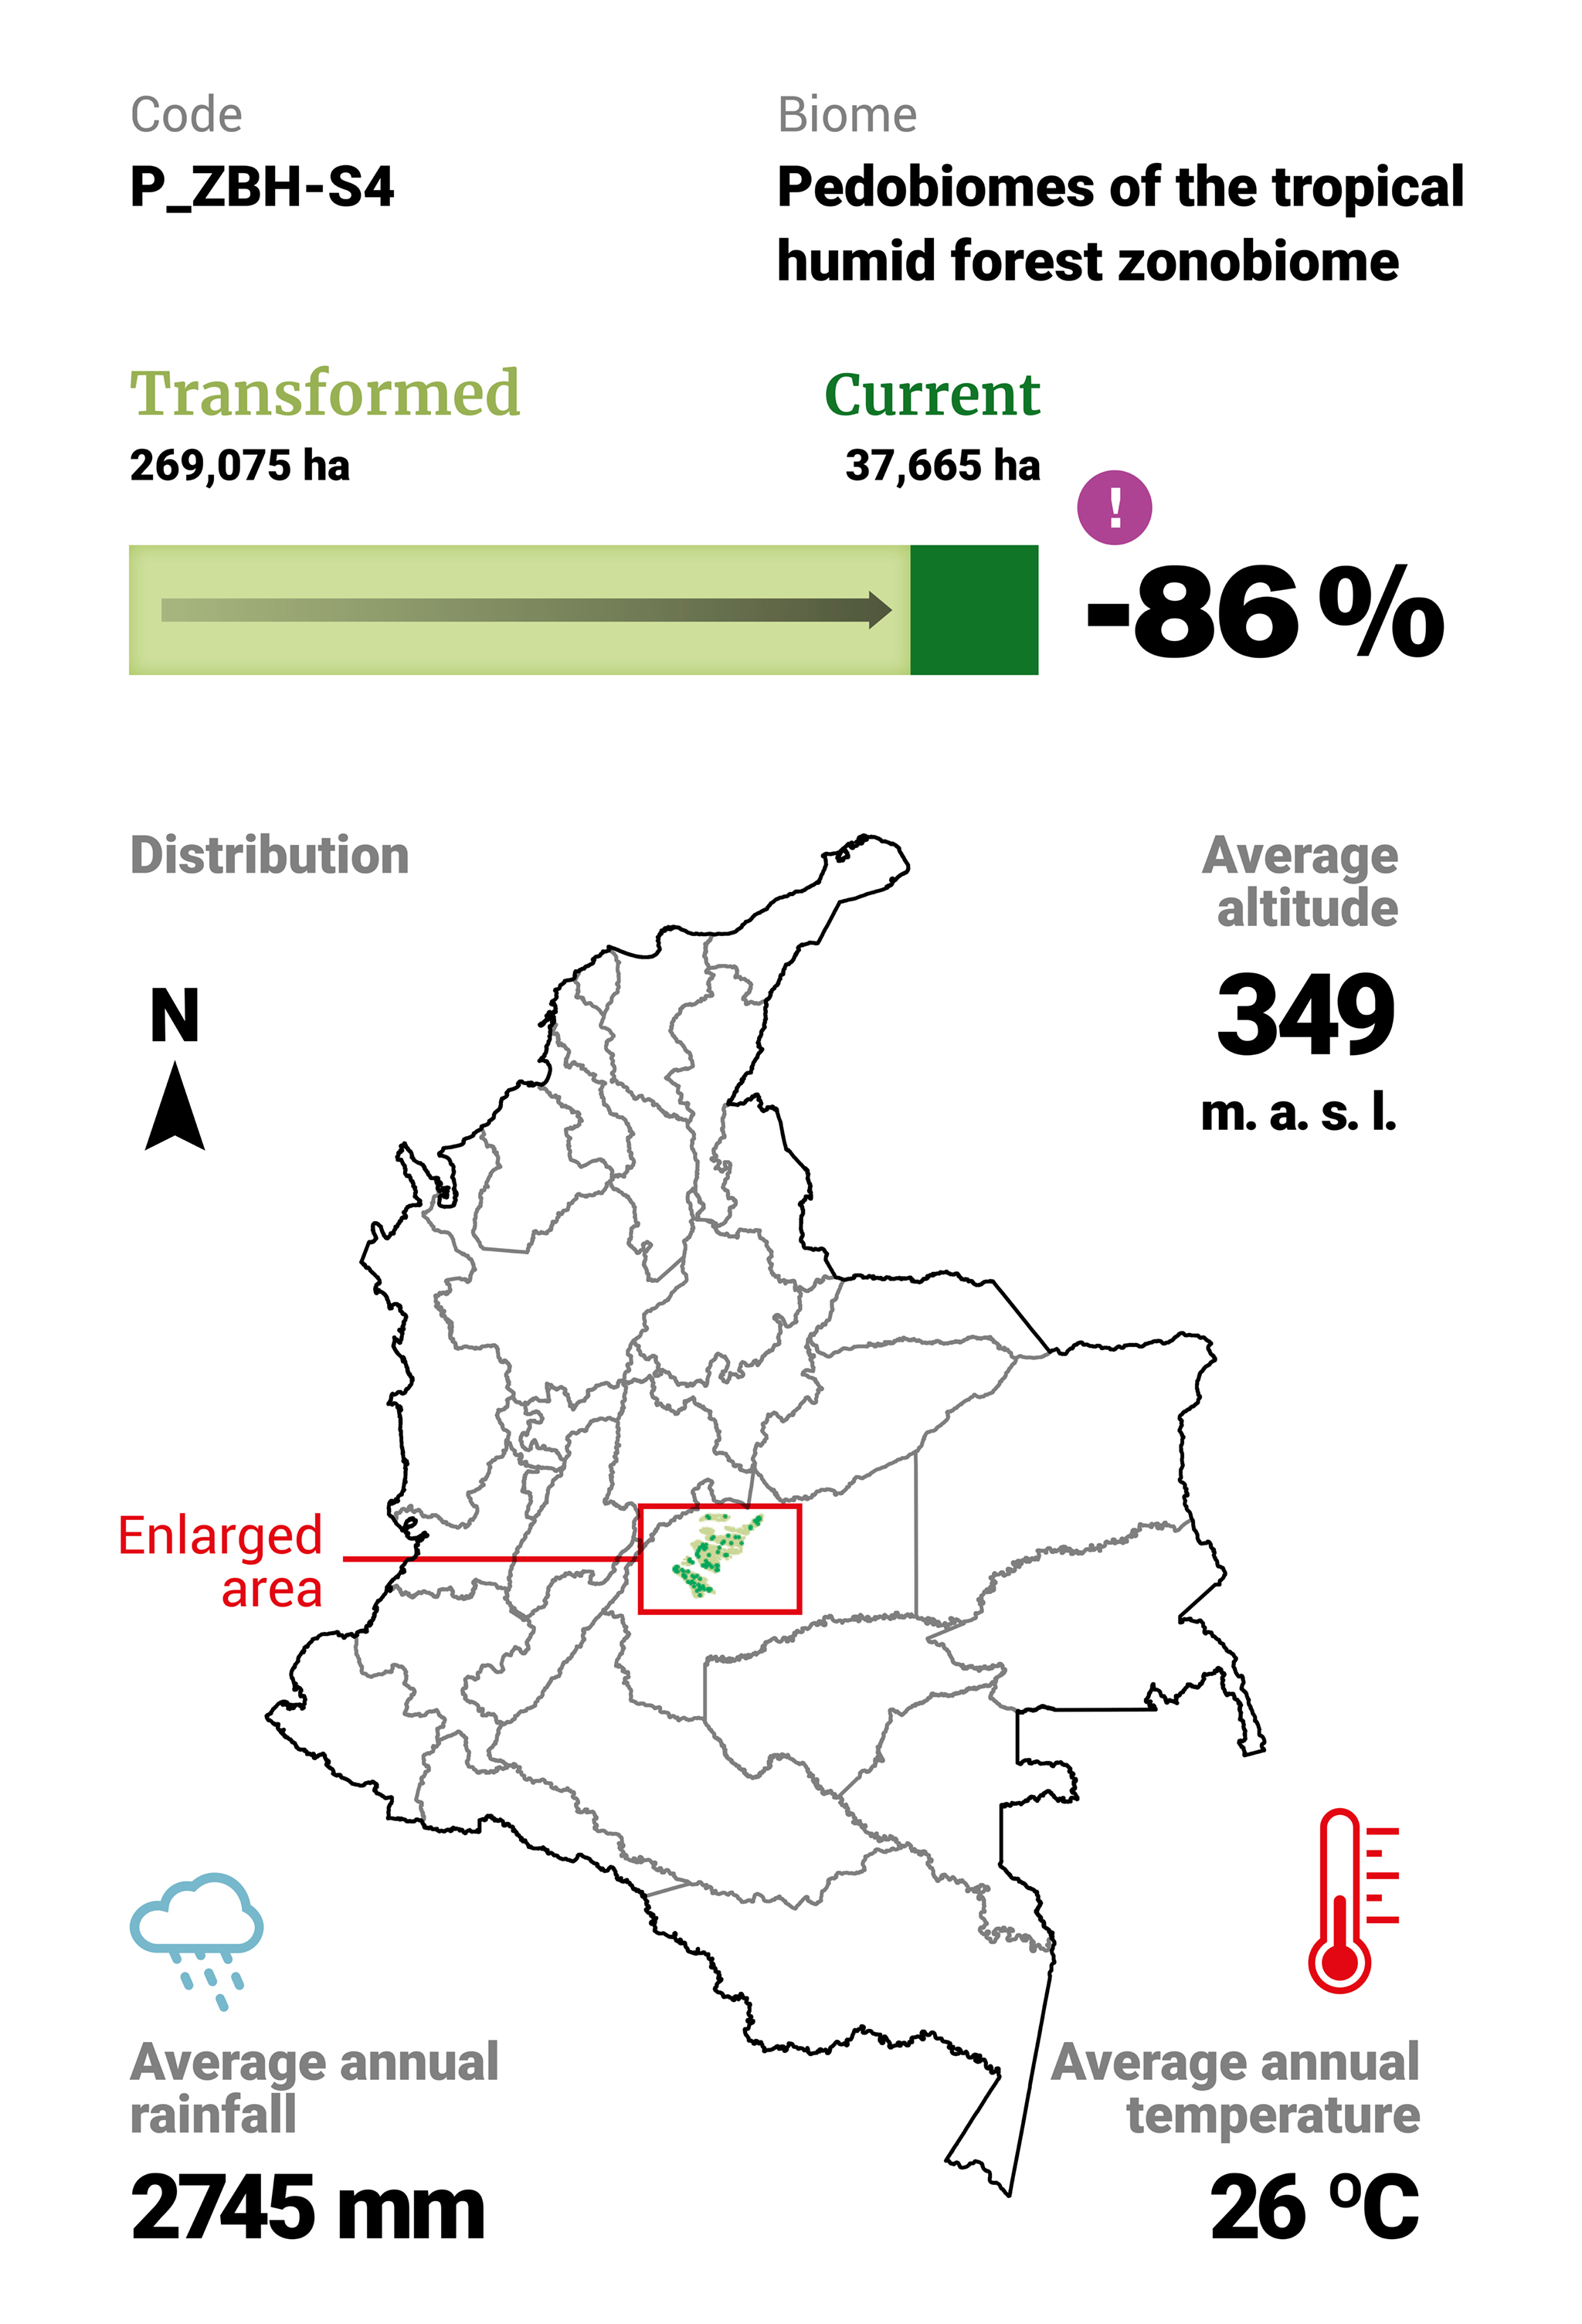 Code
P_ZBH-S4
Biome
Pedobiomes of the tropical
humid forest zonobiome
Transformed
269,075 ha
Current
37,665 ha
!
-86 %
Distribution
Average
altitude
349
m. a. s. l.
N
Enlarged
area
Average annual
rainfall
2745 mm
Average annual
temperature
26 ºC